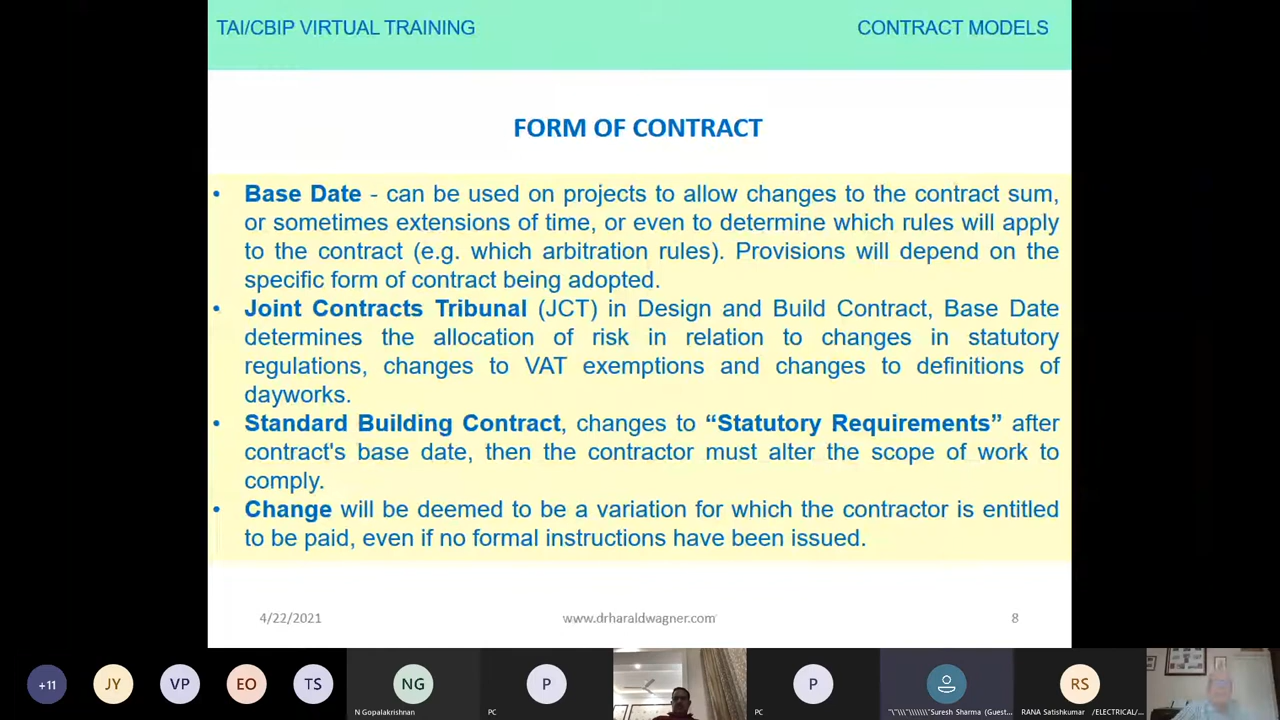 TAI/CBIP VIRTUAL TRAINING
CONTRACT MODELS
FORM OF CONTRACT
• Base Date - can be used on projects to allow changes to the contract sum,
or sometimes extensions of time, or even to determine which rules will apply
to the contract (e.g. which arbitration rules). Provisions will depend on the
specific form of contract being adopted.
• Joint Contracts Tribunal (JCT) in Design and Build Contract, Base Date
determines the allocation of risk in relation to changes in statutory
regulations, changes to VAT exemptions and changes to definitions of
dayworks.
• Standard Building Contract, changes to “Statutory Requirements” after
contract's base date, then the contractor must alter the scope of work to
comply.
• Change will be deemed to be a variation for which the contractor is entitled
to be paid, even if no formal instructions have been issued.
4/22/2021
www.drharaldwagner.com
8
+11
JY
VP
EO
TS
NG
N Gopalakrishnan
P
PC
P
PC
"\"\\"\\\\\\\"Suresh Sharma (Guest...
RS
RANA Satishkumar /ELECTRICAL/...